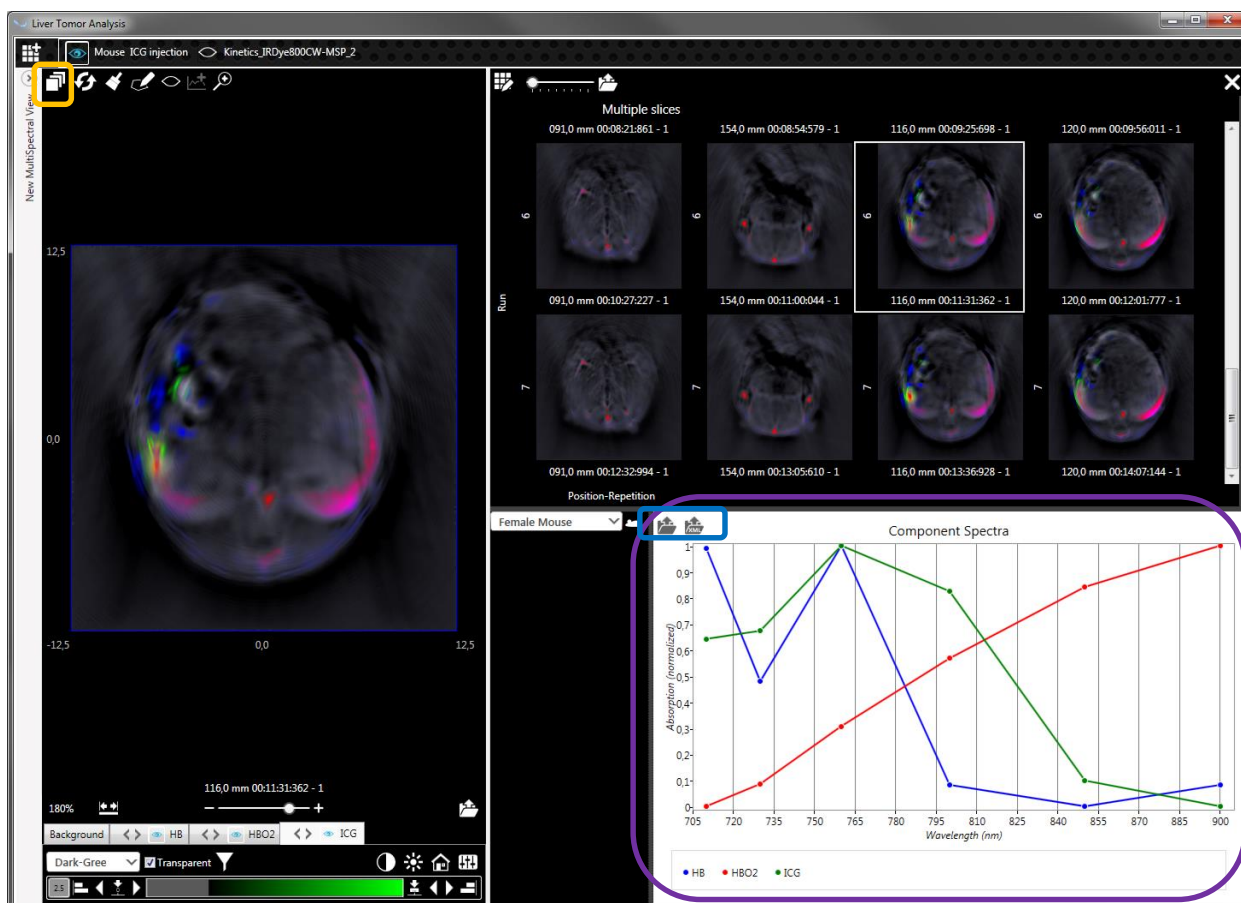 Liver Tomor Analysis
Mouse ICG injection Kinetics_IRDye800CW-MSP_2
New MultiSpectral View
12,5
0,0
-12,5 0,0 12,5
116,0 mm 00:11:31:362 - 1
180%
Background HB HBO2 ICG
Dark-Gree Transparent
2.5
Multiple slices
091,0 mm 00:08:21:861 - 1 154,0 mm 00:08:54:579 - 1 116,0 mm 00:09:25:698 - 1 120,0 mm 00:09:56:011 - 1
6 6 6 6
091,0 mm 00:10:27:227 - 1 154,0 mm 00:11:00:044 - 1 116,0 mm 00:11:31:362 - 1 120,0 mm 00:12:01:777 - 1
Run
7 7 7 7
091,0 mm 00:12:32:994 - 1 154,0 mm 00:13:05:610 - 1 116,0 mm 00:13:36:928 - 1 120,0 mm 00:14:07:144 - 1
Position-Repetition
Female Mouse
XML
Component Spectra
Absorption (normalized)
1
0,9
0,8
0,7
0,6
0,5
0,4
0,3
0,2
0,1
0
705 720 735 750 765 780 795 810 825 840 855 870 885 900
Wavelength (nm)
HB HBO2 ICG